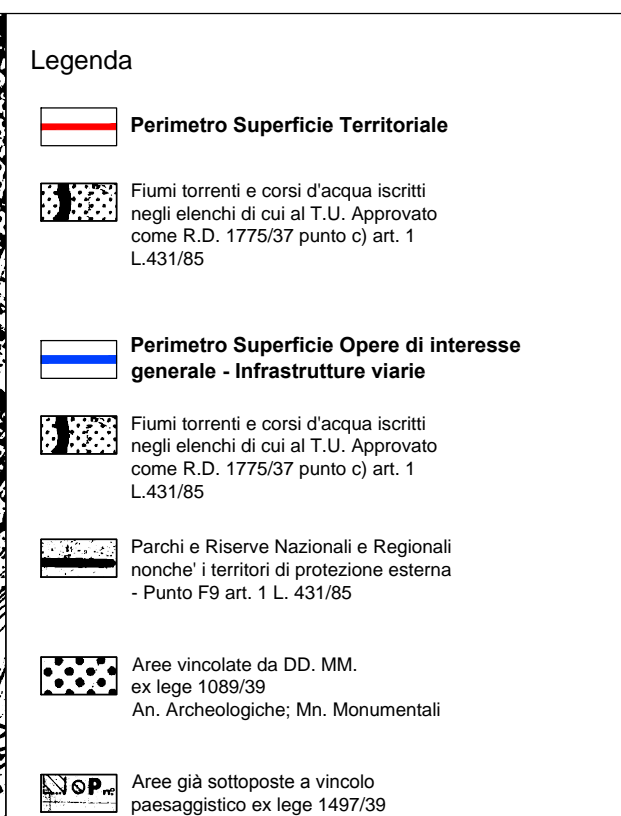 Legenda
Perimetro Superficie Territoriale
Fiumi torrenti e corsi d'acqua iscritti
negli elenchi di cui al T.U. Approvato
come R.D. 1775/37 punto c) art. 1
L.431/85
Perimetro Superficie Opere di interesse
generale - Infrastrutture viarie
Fiumi torrenti e corsi d'acqua iscritti
negli elenchi di cui al T.U. Approvato
come R.D. 1775/37 punto c) art. 1
L.431/85
Parchi e Riserve Nazionali e Regionali
nonche' i territori di protezione esterna
- Punto F9 art. 1 L. 431/85
Aree vincolate da DD. MM.
ex lege 1089/39
An. Archeologiche; Mn. Monumentali
P
Aree già sottoposte a vincolo
paesaggistico ex lege 1497/39